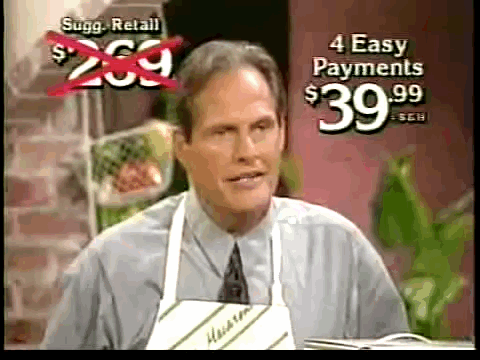 Sugg. Retail
$269
4 Easy
Payments
$39.99
+S&H